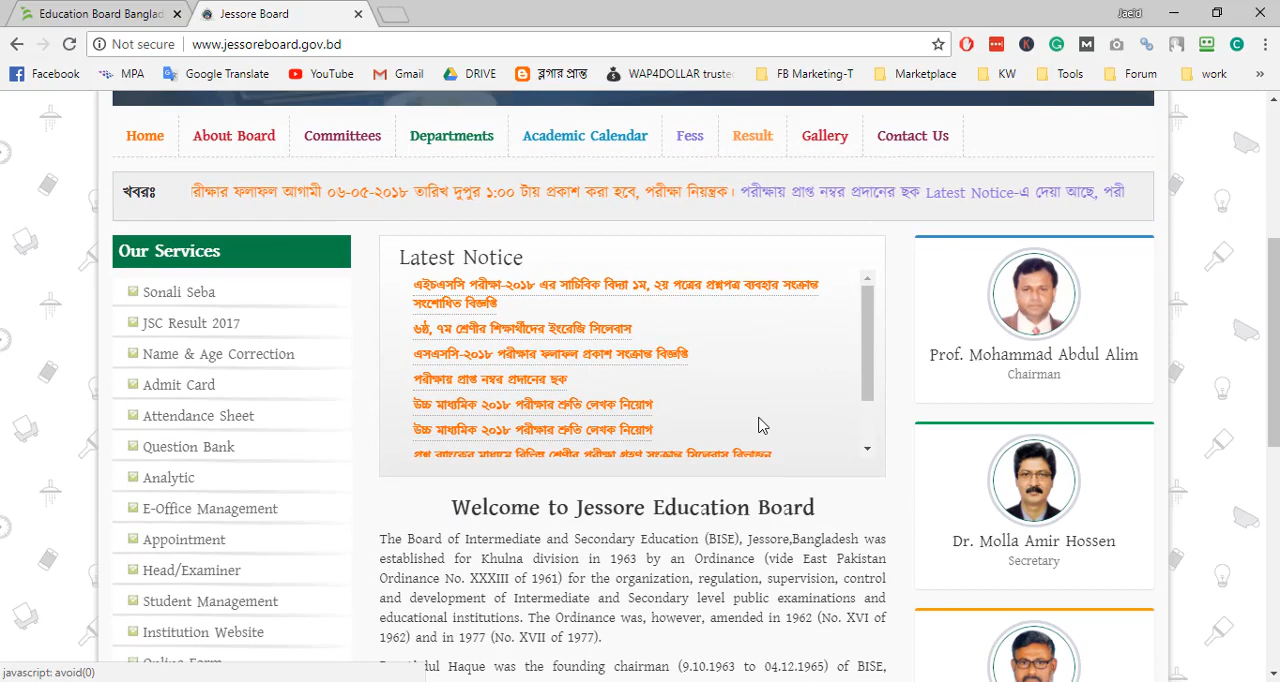 Education Board Banglad
Jessore Board
Jaeid
Not secure
www.jessoreboard.gov.bd
Facebook
MPA
Google Translate
YouTube
Gmail
DRIVE
ব্লগার প্রান্ত
WAP4DOLLAR truste
FB Marketing-T
Marketplace
KW
Tools
Forum
work
Home
About Board
Committees
Departments
Academic Calendar
Fess
Result
Gallery
Contact Us
খবরঃ
রীক্ষার ফলাফল আগামী ০৬-০৫-২০১৮ তারিখ দুপুর ১:০০ টায় প্রকাশ করা হবে, পরীক্ষা নিয়ন্ত্রক। পরীক্ষায় প্রাপ্ত নম্বর প্রদানের ছক Latest Notice-এ দেয়া আছে, পরী
Our Services
Sonali Seba
JSC Result 2017
Name & Age Correction
Admit Card
Attendance Sheet
Question Bank
Analytic
E-Office Management
Appointment
Head/Examiner
Student Management
Institution Website
Online Form
Latest Notice
এইচএসসি পরীক্ষা-২০১৮ এর সাচিবিক বিদ্যা ১ম, ২য় পত্রের প্রশ্নপত্র ব্যবহার সংক্রান্ত
সংশোধিত বিজ্ঞপ্তি
৬ষ্ঠ, ৭ম শ্রেণীর শিক্ষার্থীদের ইংরেজি সিলেবাস
এসএসসি-২০১৮ পরীক্ষার ফলাফল প্রকাশ সংক্রান্ত বিজ্ঞপ্তি
পরীক্ষায় প্রাপ্ত নম্বর প্রদানের ছক
উচ্চ মাধ্যমিক ২০১৮ পরীক্ষার শ্রুতি লেখক নিয়োগ
উচ্চ মাধ্যমিক ২০১৮ পরীক্ষার শ্রুতি লেখক নিয়োগ
প্রশ্ন ব্যাংকের মাধ্যমে বিভিন্ন শ্রেণীর পরীক্ষা গ্রহণ সংক্রান্ত সিলেবাস বিভাজন
Welcome to Jessore Education Board
The Board of Intermediate and Secondary Education (BISE), Jessore,Bangladesh was
established for Khulna division in 1963 by an Ordinance (vide East Pakistan
Ordinance No. XXXIII of 1961) for the organization, regulation, supervision, control
and development of Intermediate and Secondary level public examinations and
educational institutions. The Ordinance was, however, amended in 1962 (No. XVI of
1962) and in 1977 (No. XVII of 1977).
Haque was the founding chairman (9.10.1963 to 04.12.1965) of BISE,
Prof. Mohammad Abdul Alim
Chairman
Dr. Molla Amir Hossen
Secretary
javascript: avoid(0)